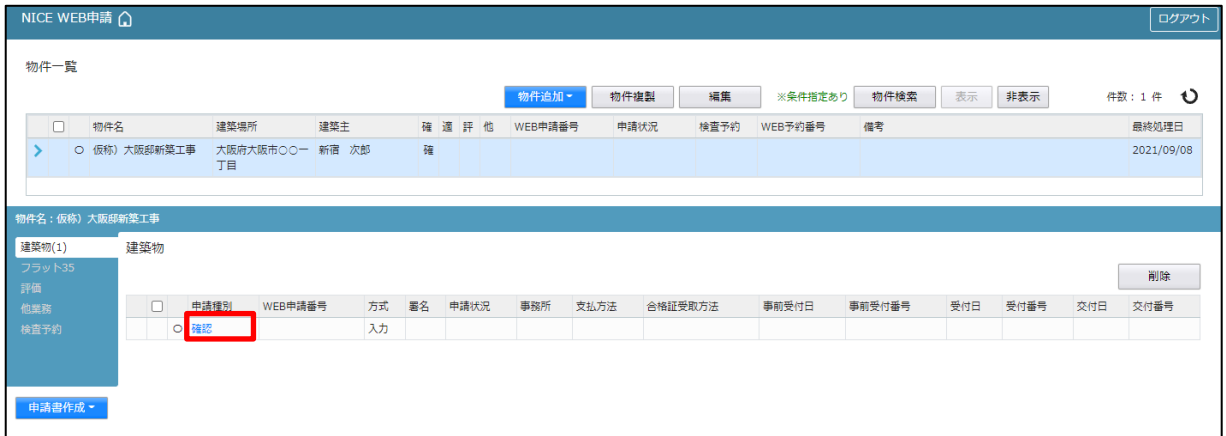 NICE WEB申請
ログアウト
物件一覧
物件追加 物件複製 編集 ※条件指定あり 物件検索 表示 非表示 件数：1 件
物件名 建築場所 建築主 確 適 評 他 WEB申請番号 申請状況 検査予約 WEB予約番号 備考 最終処理日
○ 仮称）大阪邸新築工事 大阪府大阪市○○一 新宿 次郎 確 2021/09/08
丁目
物件名：仮称）大阪邸新築工事
建築物(1) 建築物
フラット35
削除
評価
他業務
申請種別 WEB申請番号 方式 署名 申請状況 事務所 支払方法 合格証受取方法 事前受付日 事前受付番号 受付日 受付番号 交付日 交付番号
検査予約
○ 確認 入力
申請書作成